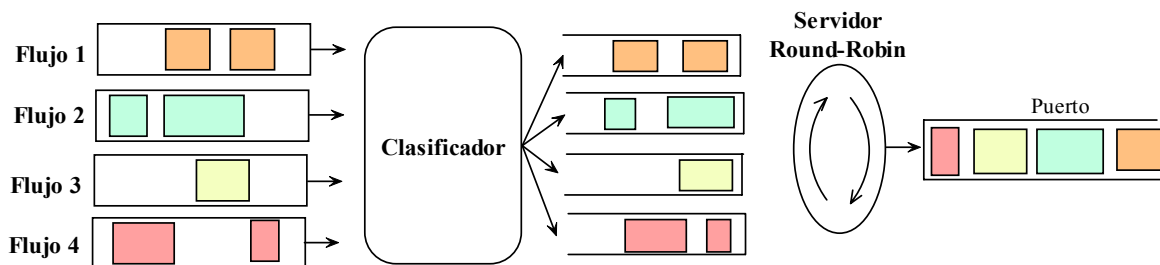 Flujo 1
Flujo 2
Flujo 3
Flujo 4
Clasificador
Servidor
Round-Robin
Puerto